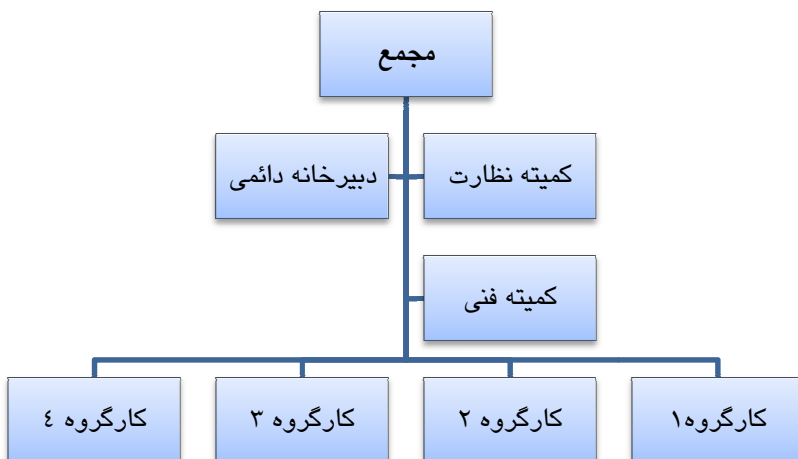 مجمع
کمیته نظارت
دبیرخانه دائمی
کمیته فنی
کارگروه۱
کارگروه ۲
کارگروه ۳
کارگروه ٤